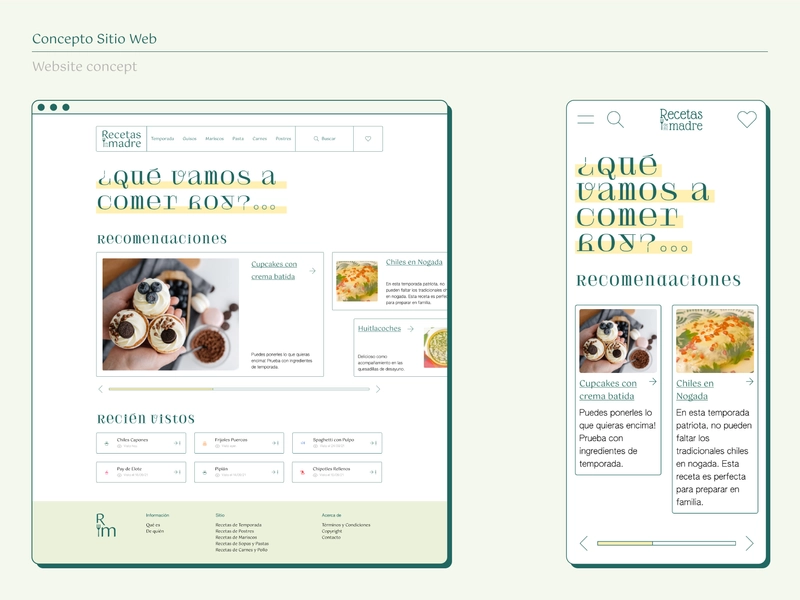 Concepto Sitio Web
Website concept
Recetas
madre
Temporada Guisos Mariscos Pasta Carnes Postres Buscar
¿Qué vamos a
comer hoy?...
Recomendaciones
Cupcakes con
crema batida
Puedes ponerles lo que quieras
encima! Prueba con ingredientes
de temporada.
Chiles en Nogada
En esta temporada patriota, no
pueden faltar los tradicionales ch
en nogada. Esta receta es perfect
para preparar en familia.
Huitlacoches
Delicioso como
acompañamiento en las
quesadillas de desayuno.
Recién vistos
Chiles Capones
Frijoles Puercos
Spaghetti con Pulpo
Pay de Elote
Pipián
Chipotles Rellenos
R
im
Información
Qué es
De quién
Sitio
Recetas de Temporada
Recetas de Postres
Recetas de Mariscos
Recetas de Sopas y Pastas
Recetas de Carnes y Pollo
Acerca de
Términos y Condiciones
Copyright
Contacto
Recetas
madre
¿Qué
vamos a
comer
hoy?...
Recomendaciones
Cupcakes con
crema batida
Puedes ponerles lo
que quieras encima!
Prueba con
ingredientes de
temporada.
Chiles en
Nogada
En esta temporada
patriota, no pueden
faltar los
tradicionales chiles
en nogada. Esta
receta es perfecta
para preparar en
familia.